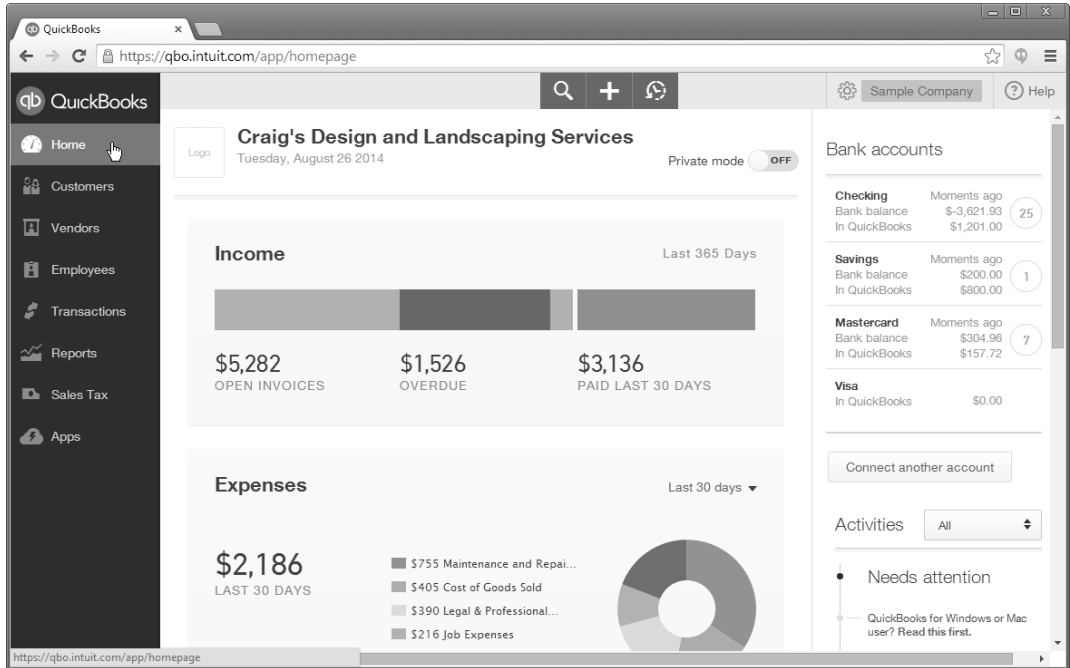 QuickBooks
https://qbo.intuit.com/app/homepage
qb QuickBooks
Sample Company
Help
Home
Customers
Vendors
Employees
Transactions
Reports
Sales Tax
Apps
Logo
Craig's Design and Landscaping Services
Tuesday, August 26 2014
Private mode OFF
Income
Last 365 Days
$5,282
OPEN INVOICES
$1,526
OVERDUE
$3,136
PAID LAST 30 DAYS
Expenses
Last 30 days
$2,186
LAST 30 DAYS
$755 Maintenance and Repai...
$405 Cost of Goods Sold
$390 Legal & Professional...
$216 Job Expenses
Bank accounts
Checking Moments ago
Bank balance $-3,621.93 25
In QuickBooks $1,201.00
Savings Moments ago
Bank balance $200.00 1
In QuickBooks $800.00
Mastercard Moments ago
Bank balance $304.96 7
In QuickBooks $157.72
Visa
In QuickBooks $0.00
Connect another account
Activities All
Needs attention
QuickBooks for Windows or Mac
user? Read this first.
https://qbo.intuit.com/app/homepage